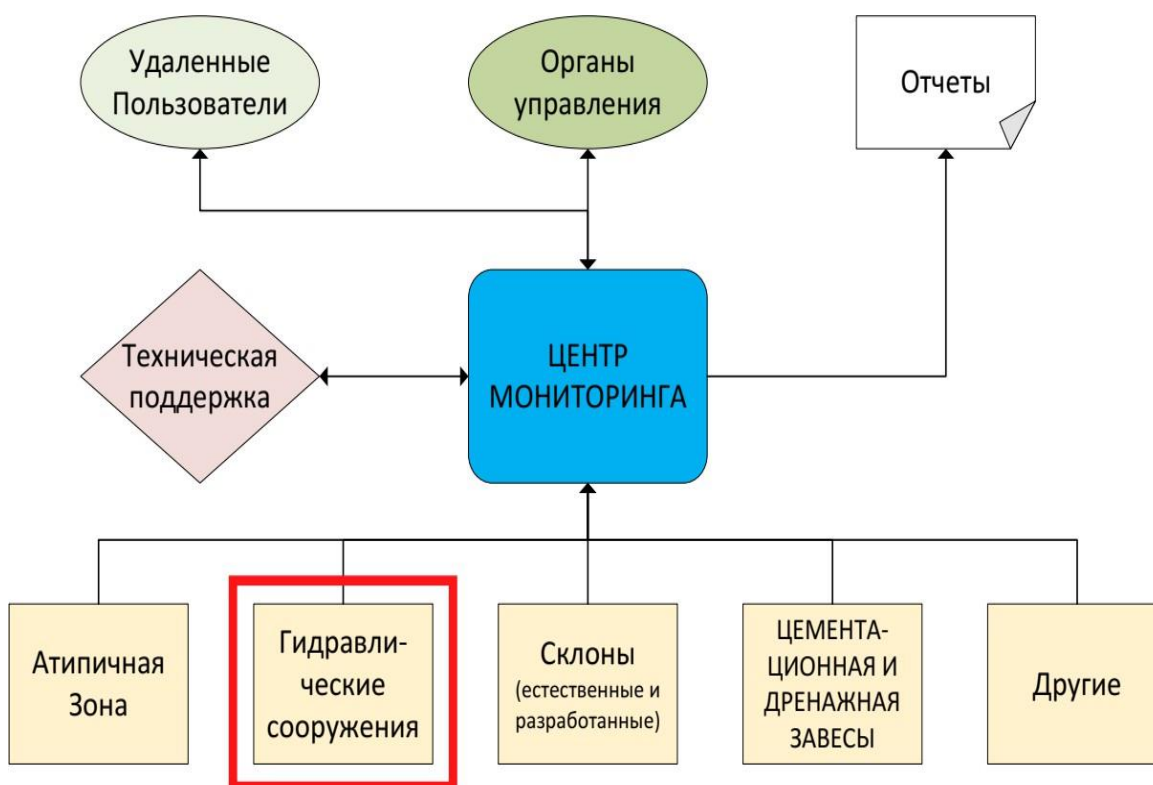 Удаленные
Пользователи
Органы
управления
Отчеты
Техническая
поддержка
ЦЕНТР
МОНИТОРИНГА
Атипичная
Зона
Гидравли-
ческие
сооружения
Склоны
(естественные и
разработанные)
ЦЕМЕНТА-
ЦИОННАЯ И
ДРЕНАЖНАЯ
ЗАВЕСЫ
Другие